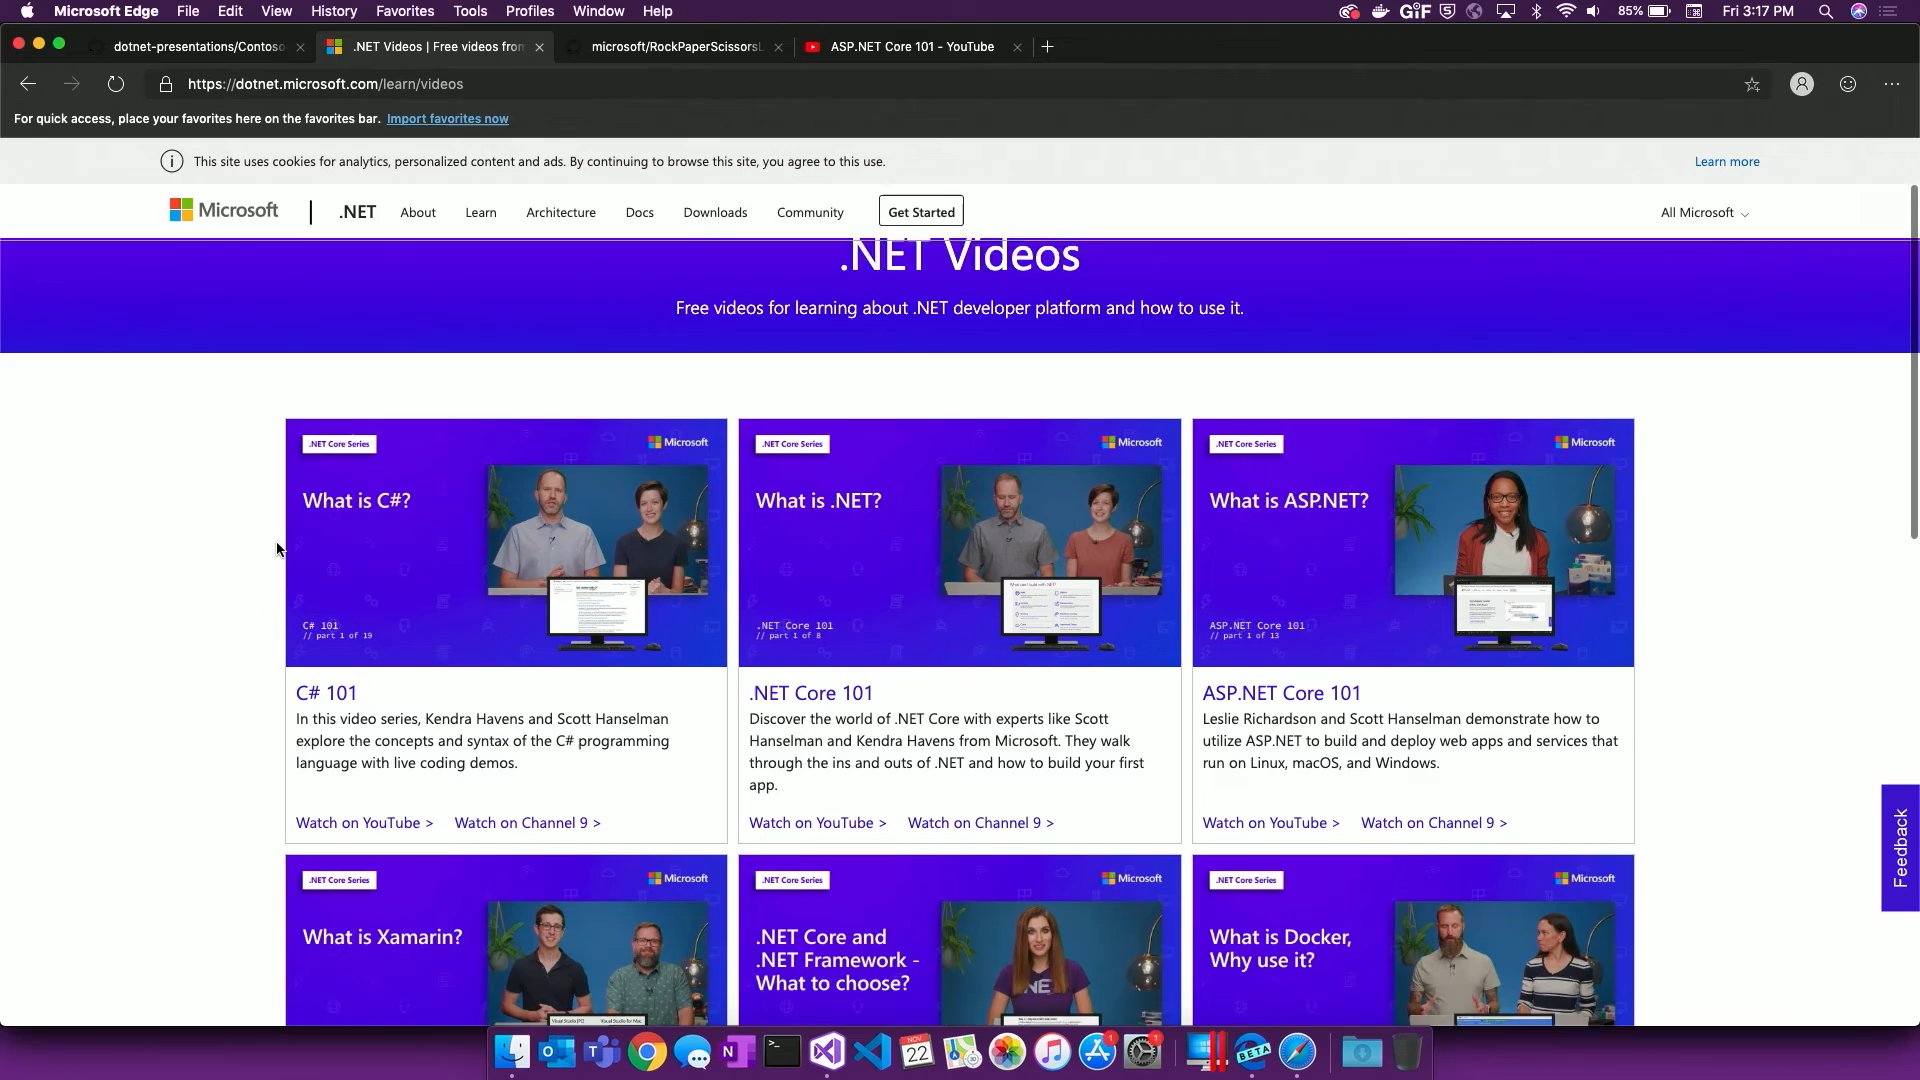 Microsoft Edge File Edit View History Favorites Tools Profiles Window Help GIF 85% Fri 3:17 PM
dotnet-presentations/Contoso .NET Videos | Free videos from microsoft/RockPaperScissorsL ASP.NET Core 101 - YouTube
https://dotnet.microsoft.com/learn/videos
For quick access, place your favorites here on the favorites bar. Import favorites now
This site uses cookies for analytics, personalized content and ads. By continuing to browse this site, you agree to this use. Learn more
Microsoft .NET About Learn Architecture Docs Downloads Community Get Started All Microsoft
.NET Videos
Free videos for learning about .NET developer platform and how to use it.
.NET Core Series Microsoft
What is C#?
C# 101
// part 1 of 19
C# 101
In this video series, Kendra Havens and Scott Hanselman
explore the concepts and syntax of the C# programming
language with live coding demos.
Watch on YouTube > Watch on Channel 9 >
.NET Core Series Microsoft
What is .NET?
.NET Core 101
// part 1 of 8
.NET Core 101
Discover the world of .NET Core with experts like Scott
Hanselman and Kendra Havens from Microsoft. They walk
through the ins and outs of .NET and how to build your first
app.
Watch on YouTube > Watch on Channel 9 >
.NET Core Series Microsoft
What is ASP.NET?
ASP.NET Core 101
// part 1 of 13
ASP.NET Core 101
Leslie Richardson and Scott Hanselman demonstrate how to
utilize ASP.NET to build and deploy web apps and services that
run on Linux, macOS, and Windows.
Watch on YouTube > Watch on Channel 9 >
Feedback
.NET Core Series Microsoft
What is Xamarin?
Visual Studio (PC) Visual Studio for Mac
.NET Core Series Microsoft
.NET Core and
.NET Framework -
What to choose?
.NET Core Series Microsoft
What is Docker,
Why use it?
NOV
22
BETA
1
1